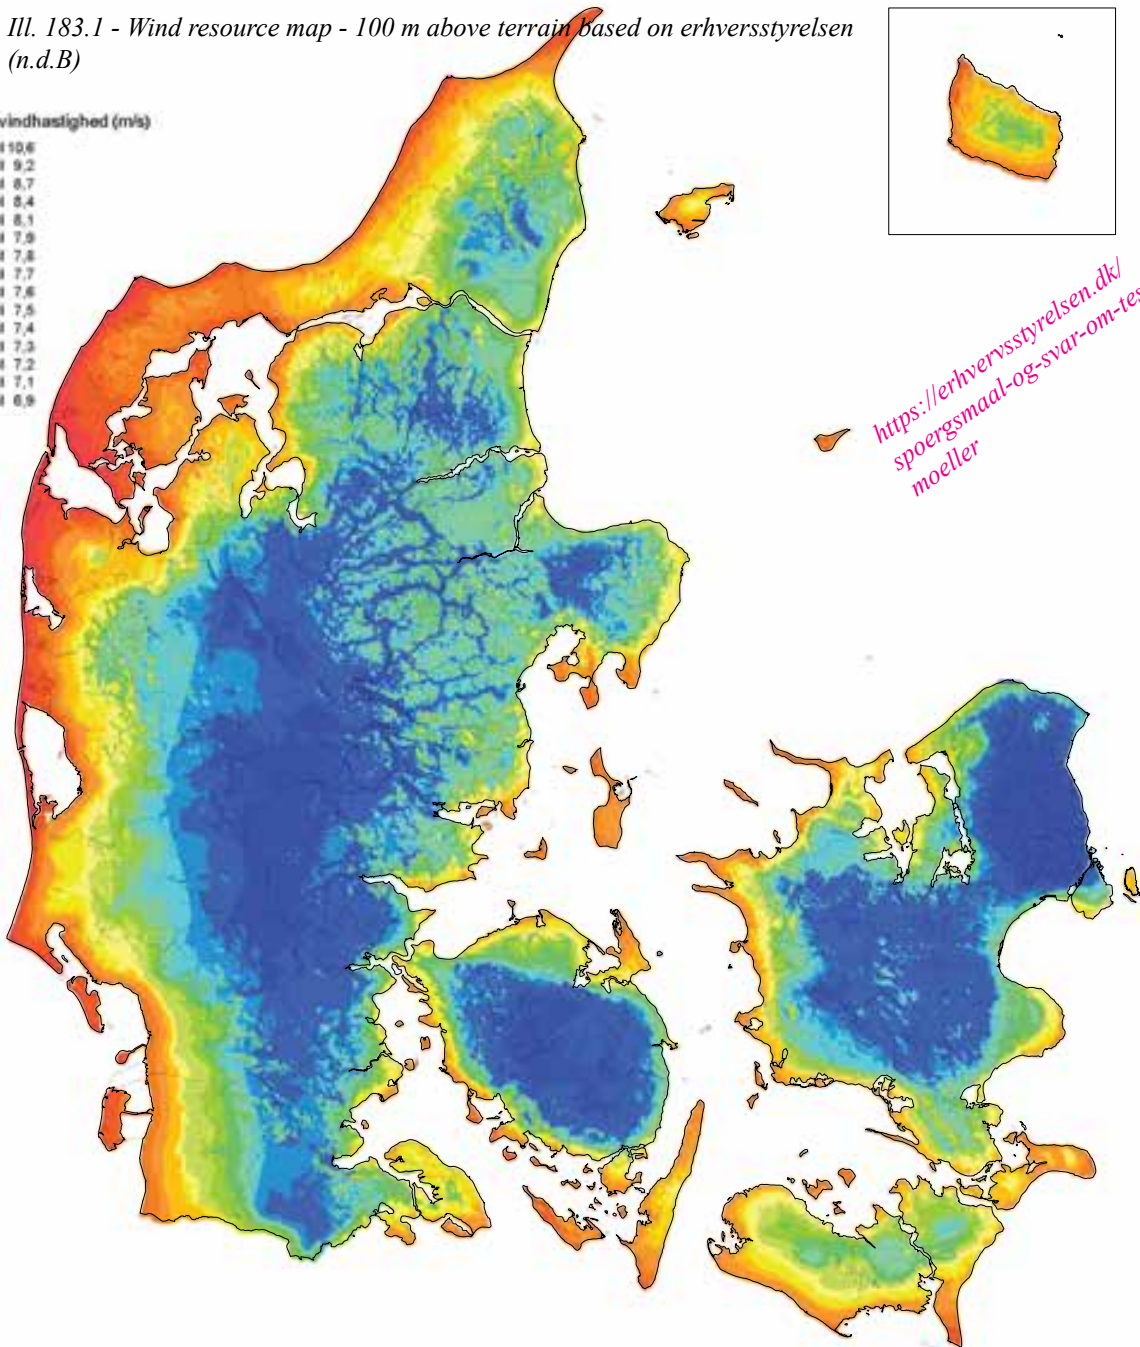 Ill. 183.1 - Wind resource map - 100 m above terrain based on erhversstyrelsen
(n.d.B)
vindhastighed (m/s)
10,6
9,2
8,7
8,4
8,1
7,9
7,8
7,7
7,6
7,5
7,4
7,3
7,2
7,1
6,9
https://erhvervsstyrelsen.dk/
spoergsmaal-og-svar-om-tes
moeller